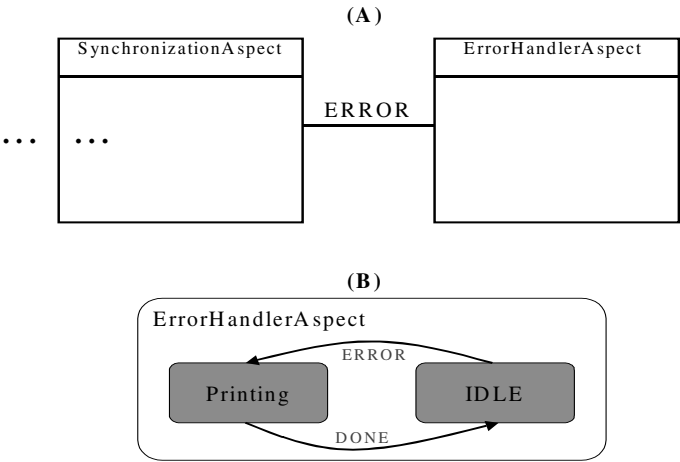 (A)
SynchronizationAspect
ErrorHandlerAspect
ERROR
... ...
(B)
ErrorHandlerAspect
ERROR
Printing
IDLE
DONE